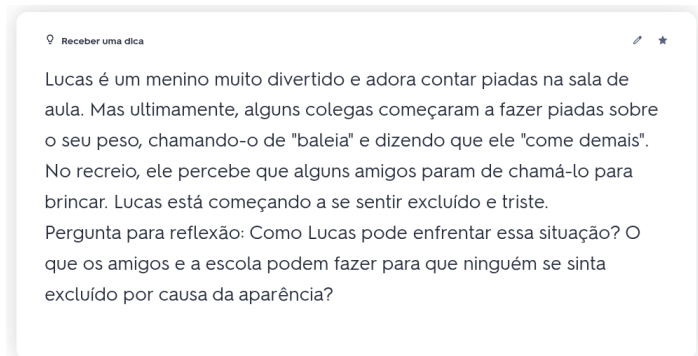 Receber uma dica
Lucas é um menino muito divertido e adora contar piadas na sala de
aula. Mas ultimamente, alguns colegas começaram a fazer piadas sobre
o seu peso, chamando-o de "baleia" e dizendo que ele "come demais".
No recreio, ele percebe que alguns amigos param de chamá-lo para
brincar. Lucas está começando a se sentir excluído e triste.
Pergunta para reflexão: Como Lucas pode enfrentar essa situação? O
que os amigos e a escola podem fazer para que ninguém se sinta
excluído por causa da aparência?